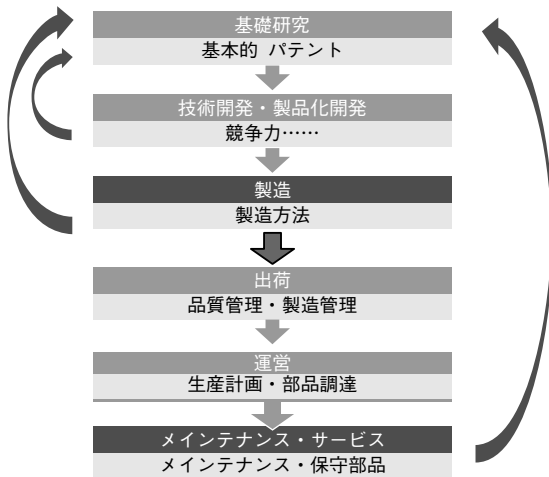 基礎研究
基本的 パテント
技術開発・製品化開発
競争力……
製造
製造方法
出荷
品質管理・製造管理
運営
生産計画・部品調達
メインテナンス・サービス
メインテナンス・保守部品